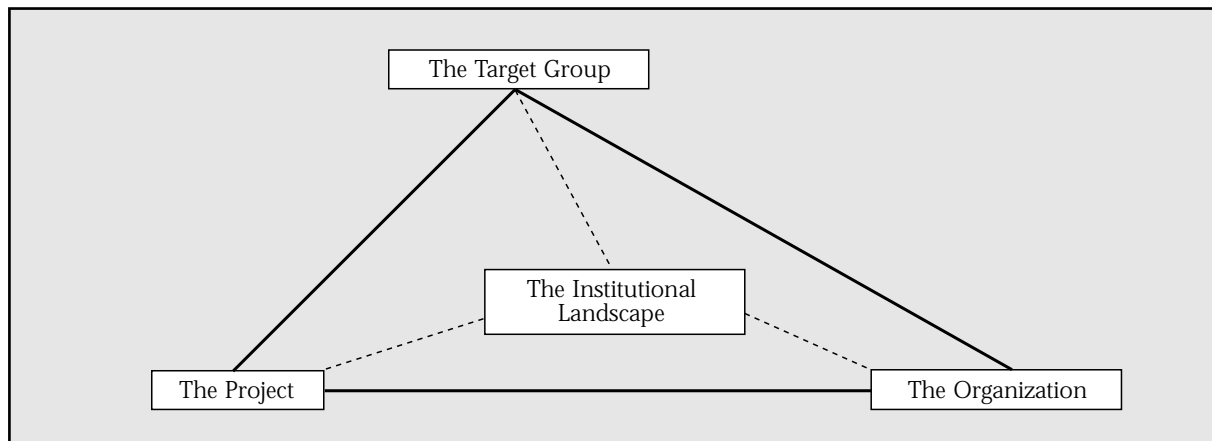 The Target Group
The Institutional
Landscape
The Project
The Organization